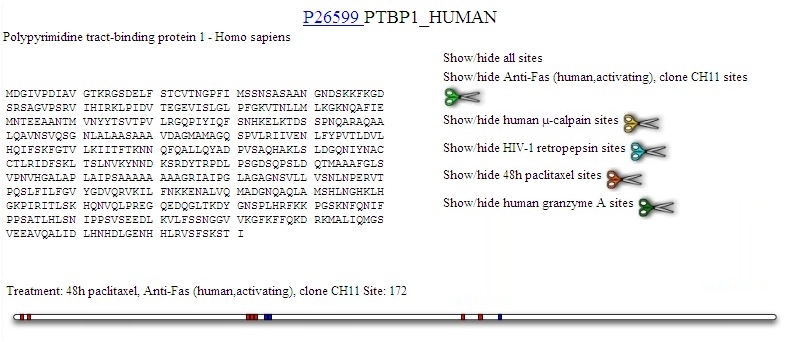 P26599 PTBP1_HUMAN
Polypyrimidine tract-binding protein 1 - Homo sapiens
Show/hide all sites
Show/hide Anti-Fas (human,activating), clone CH11 sites
Show/hide human μ-calpain sites
Show/hide HIV-1 retropepsin sites
Show/hide 48h paclitaxel sites
Show/hide human granzyme A sites
MDGIVPDIAV GTKRGSDELF STCVTNGPFI MSSNSASAAN GNDSKKFKGD
SRSAGVPSRV IHIRKLPIDV TEGEVISLGL PFGKVTNLLM LKGKNQAFIE
MNTEEAANTM VNYYTSVTPV LRGQPIYIQF SNHKELKTDS SPNQARAQAA
LQAVNSVQSG NLALAASAAA VDAGMAMAGQ SPVLRIIVEN LFYPVTLDVL
HQIFSKFGTV LKIITFTKNN QFQALLQYAD PVSAQHAKLS LDGQNIYNAC
CTLRIDFSKL TSLNVKYNND KSRDYTRPDL PSGDSQPSLD QTMAAAFGLS
VPNVHGALAP LAIPSAAAAA AAAGRIAIPG LAGAGNSVLL VSNLNPERVT
PQSLFILFGV YGDVQRVKIL FNKKENALVQ MADGNQAQLA MSHLNGHKLH
GKPIRITLSK HQNVQLPREG QEDQGLTKDY GNSPLHRFKK PGSKNFQNIF
PPSATLHLSN IPPSVSEEDL KVLFSSNGGV VKGFKFFQKD RKMALIQMGS
VEEAVQALID LHNHDLGENH HLRVSFSKST I
Treatment: 48h paclitaxel, Anti-Fas (human,activating), clone CH11 Site: 172